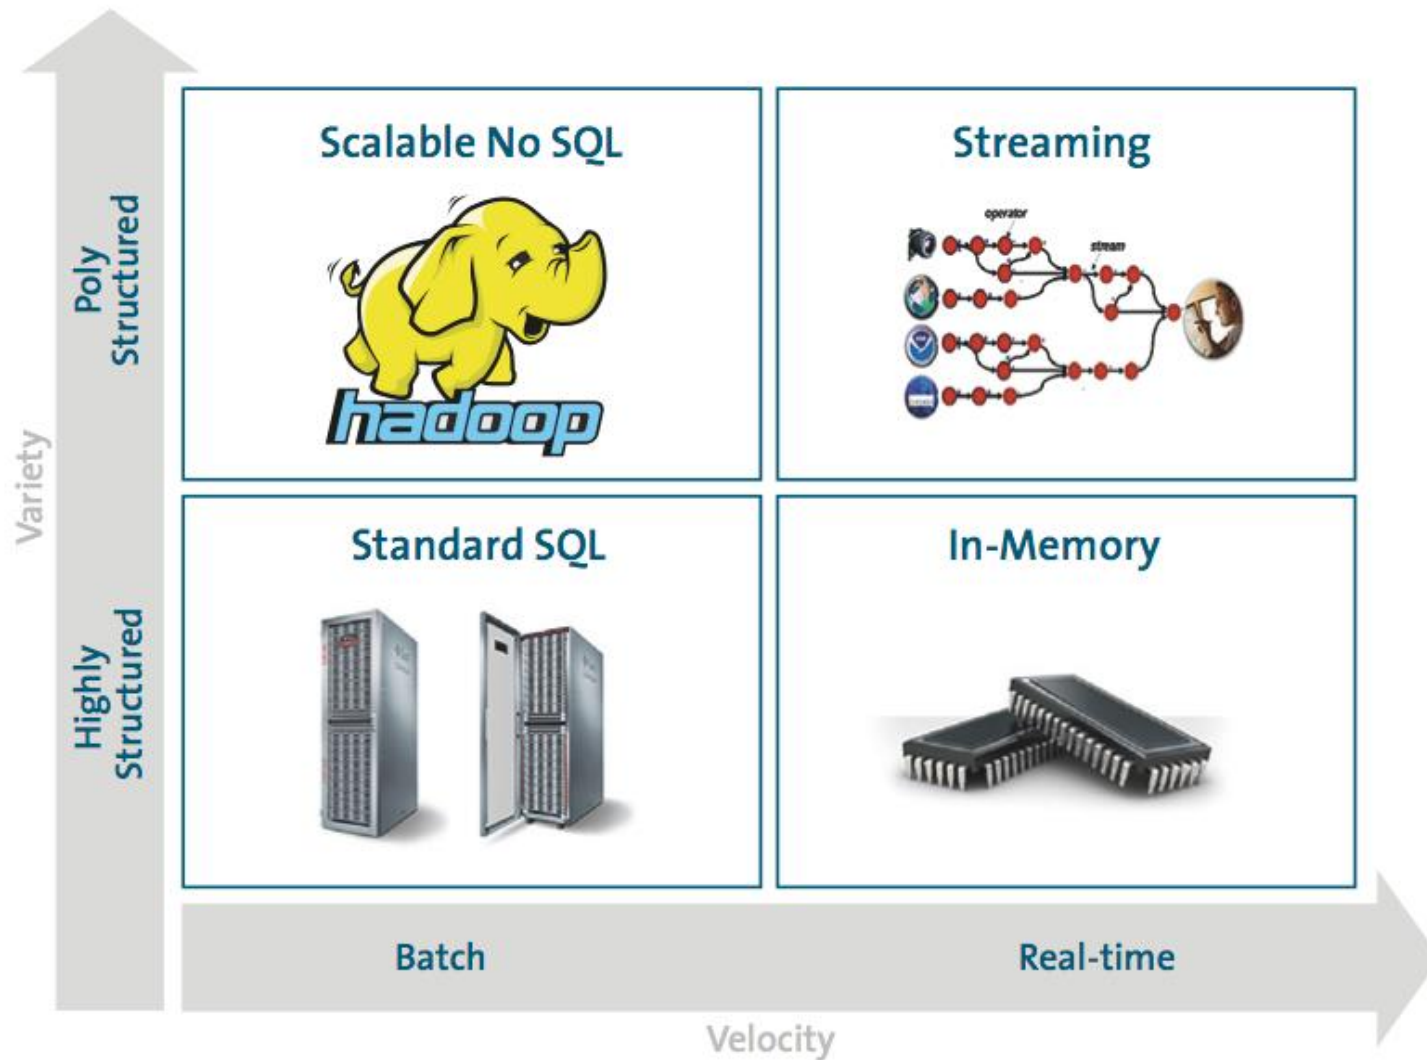 Scalable No SQL
hadoop
Streaming
operator
stream
Poly
Structured
Variety
Standard SQL
In-Memory
Highly
Structured
Batch
Real-time
Velocity